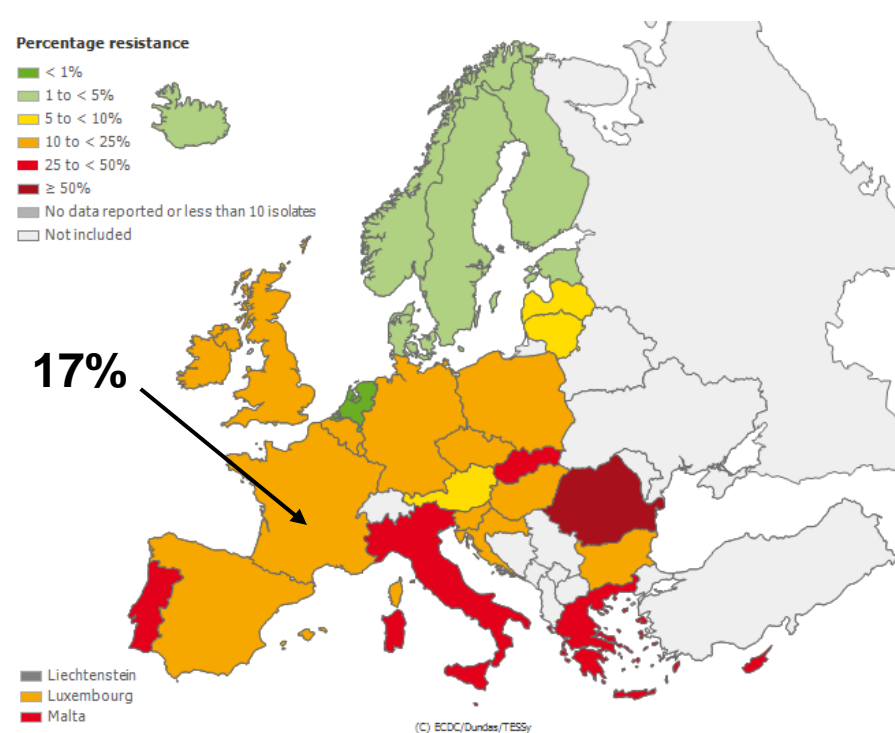 Percentage resistance
< 1%
1 to < 5%
5 to < 10%
10 to < 25%
25 to < 50%
≥ 50%
No data reported or less than 10 isolates
Not included
17%
Liechtenstein
Luxembourg
Malta
(C) ECDC/Dundas/TESSy